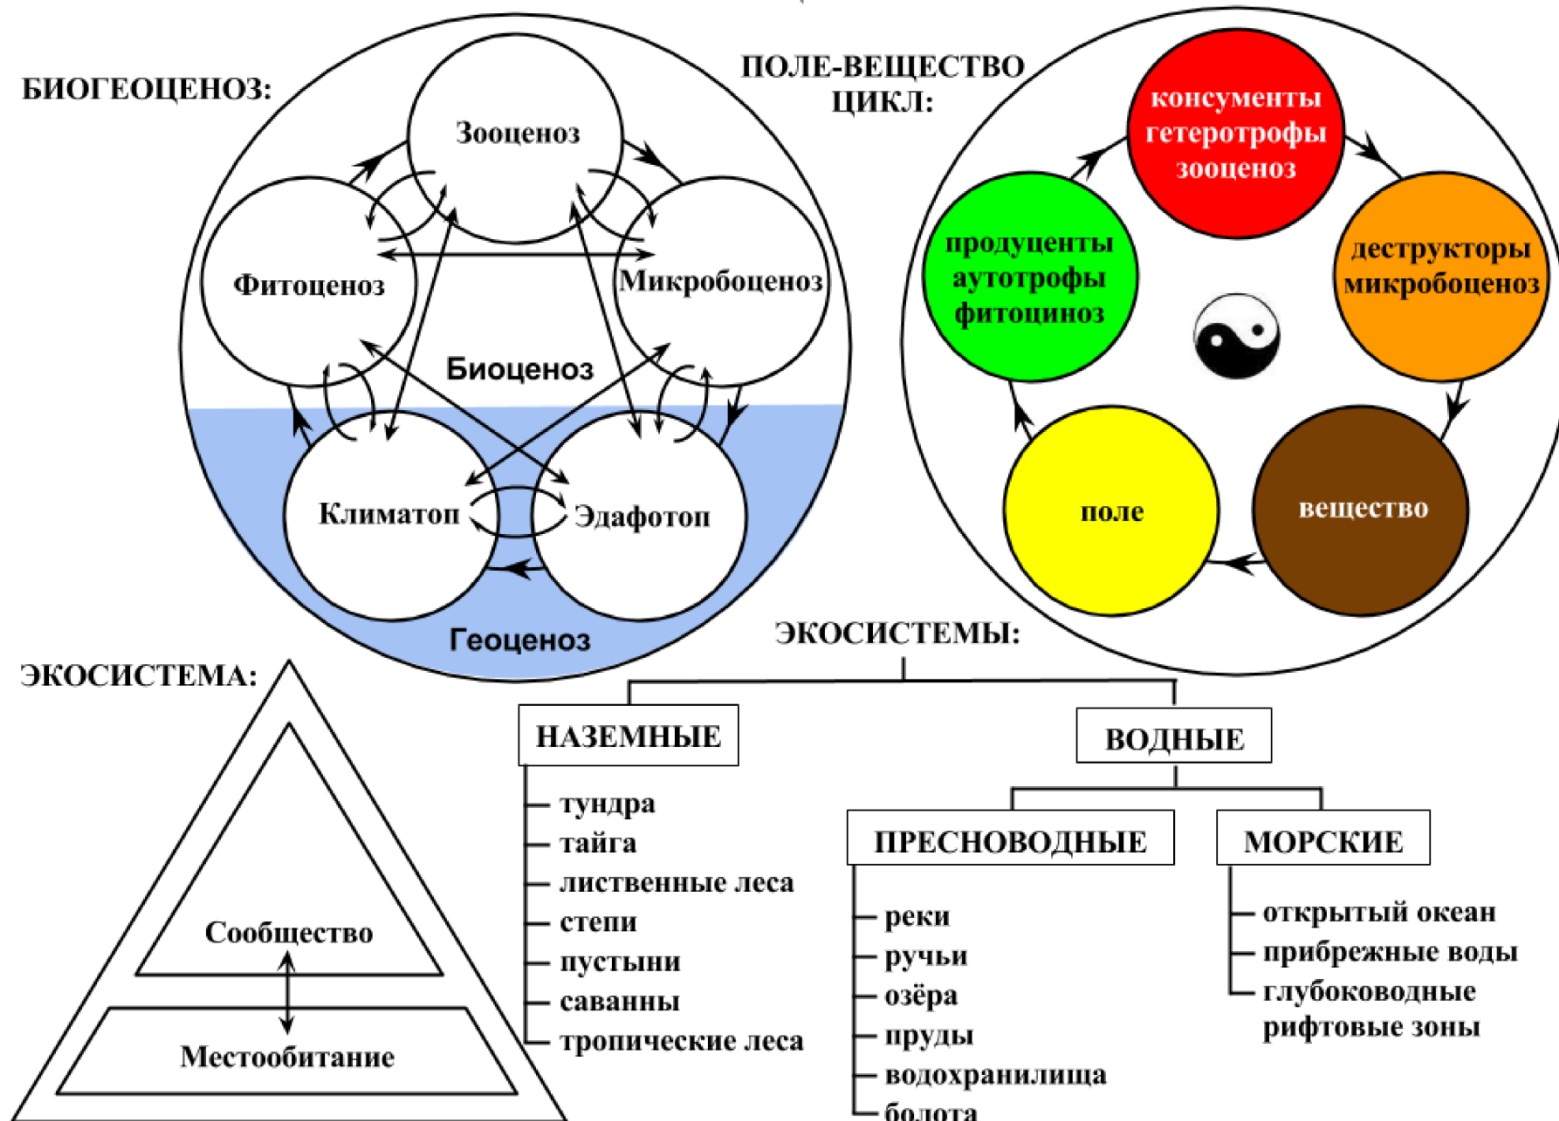 БИОГЕОЦЕНОЗ:
Зооценоз
Фитоценоз
Микробоценоз
Биоценоз
Климатоп
Эдафотоп
Геоценоз
ПОЛЕ-ВЕЩЕСТВО
ЦИКЛ:
консументы
гетеротрофы
зооценоз
продуценты
аутотрофы
фитоциноз
деструкторы
микробоценоз
поле
вещество
ЭКОСИСТЕМА:
Сообщество
Местообитание
ЭКОСИСТЕМЫ:
НАЗЕМНЫЕ
тундра
тайга
лиственные леса
степи
пустыни
саванны
тропические леса
ВОДНЫЕ
ПРЕСНОВОДНЫЕ
реки
ручьи
озёра
пруды
водохранилища
болота
МОРСКИЕ
открытый океан
прибрежные воды
глубоководные
рифтовые зоны